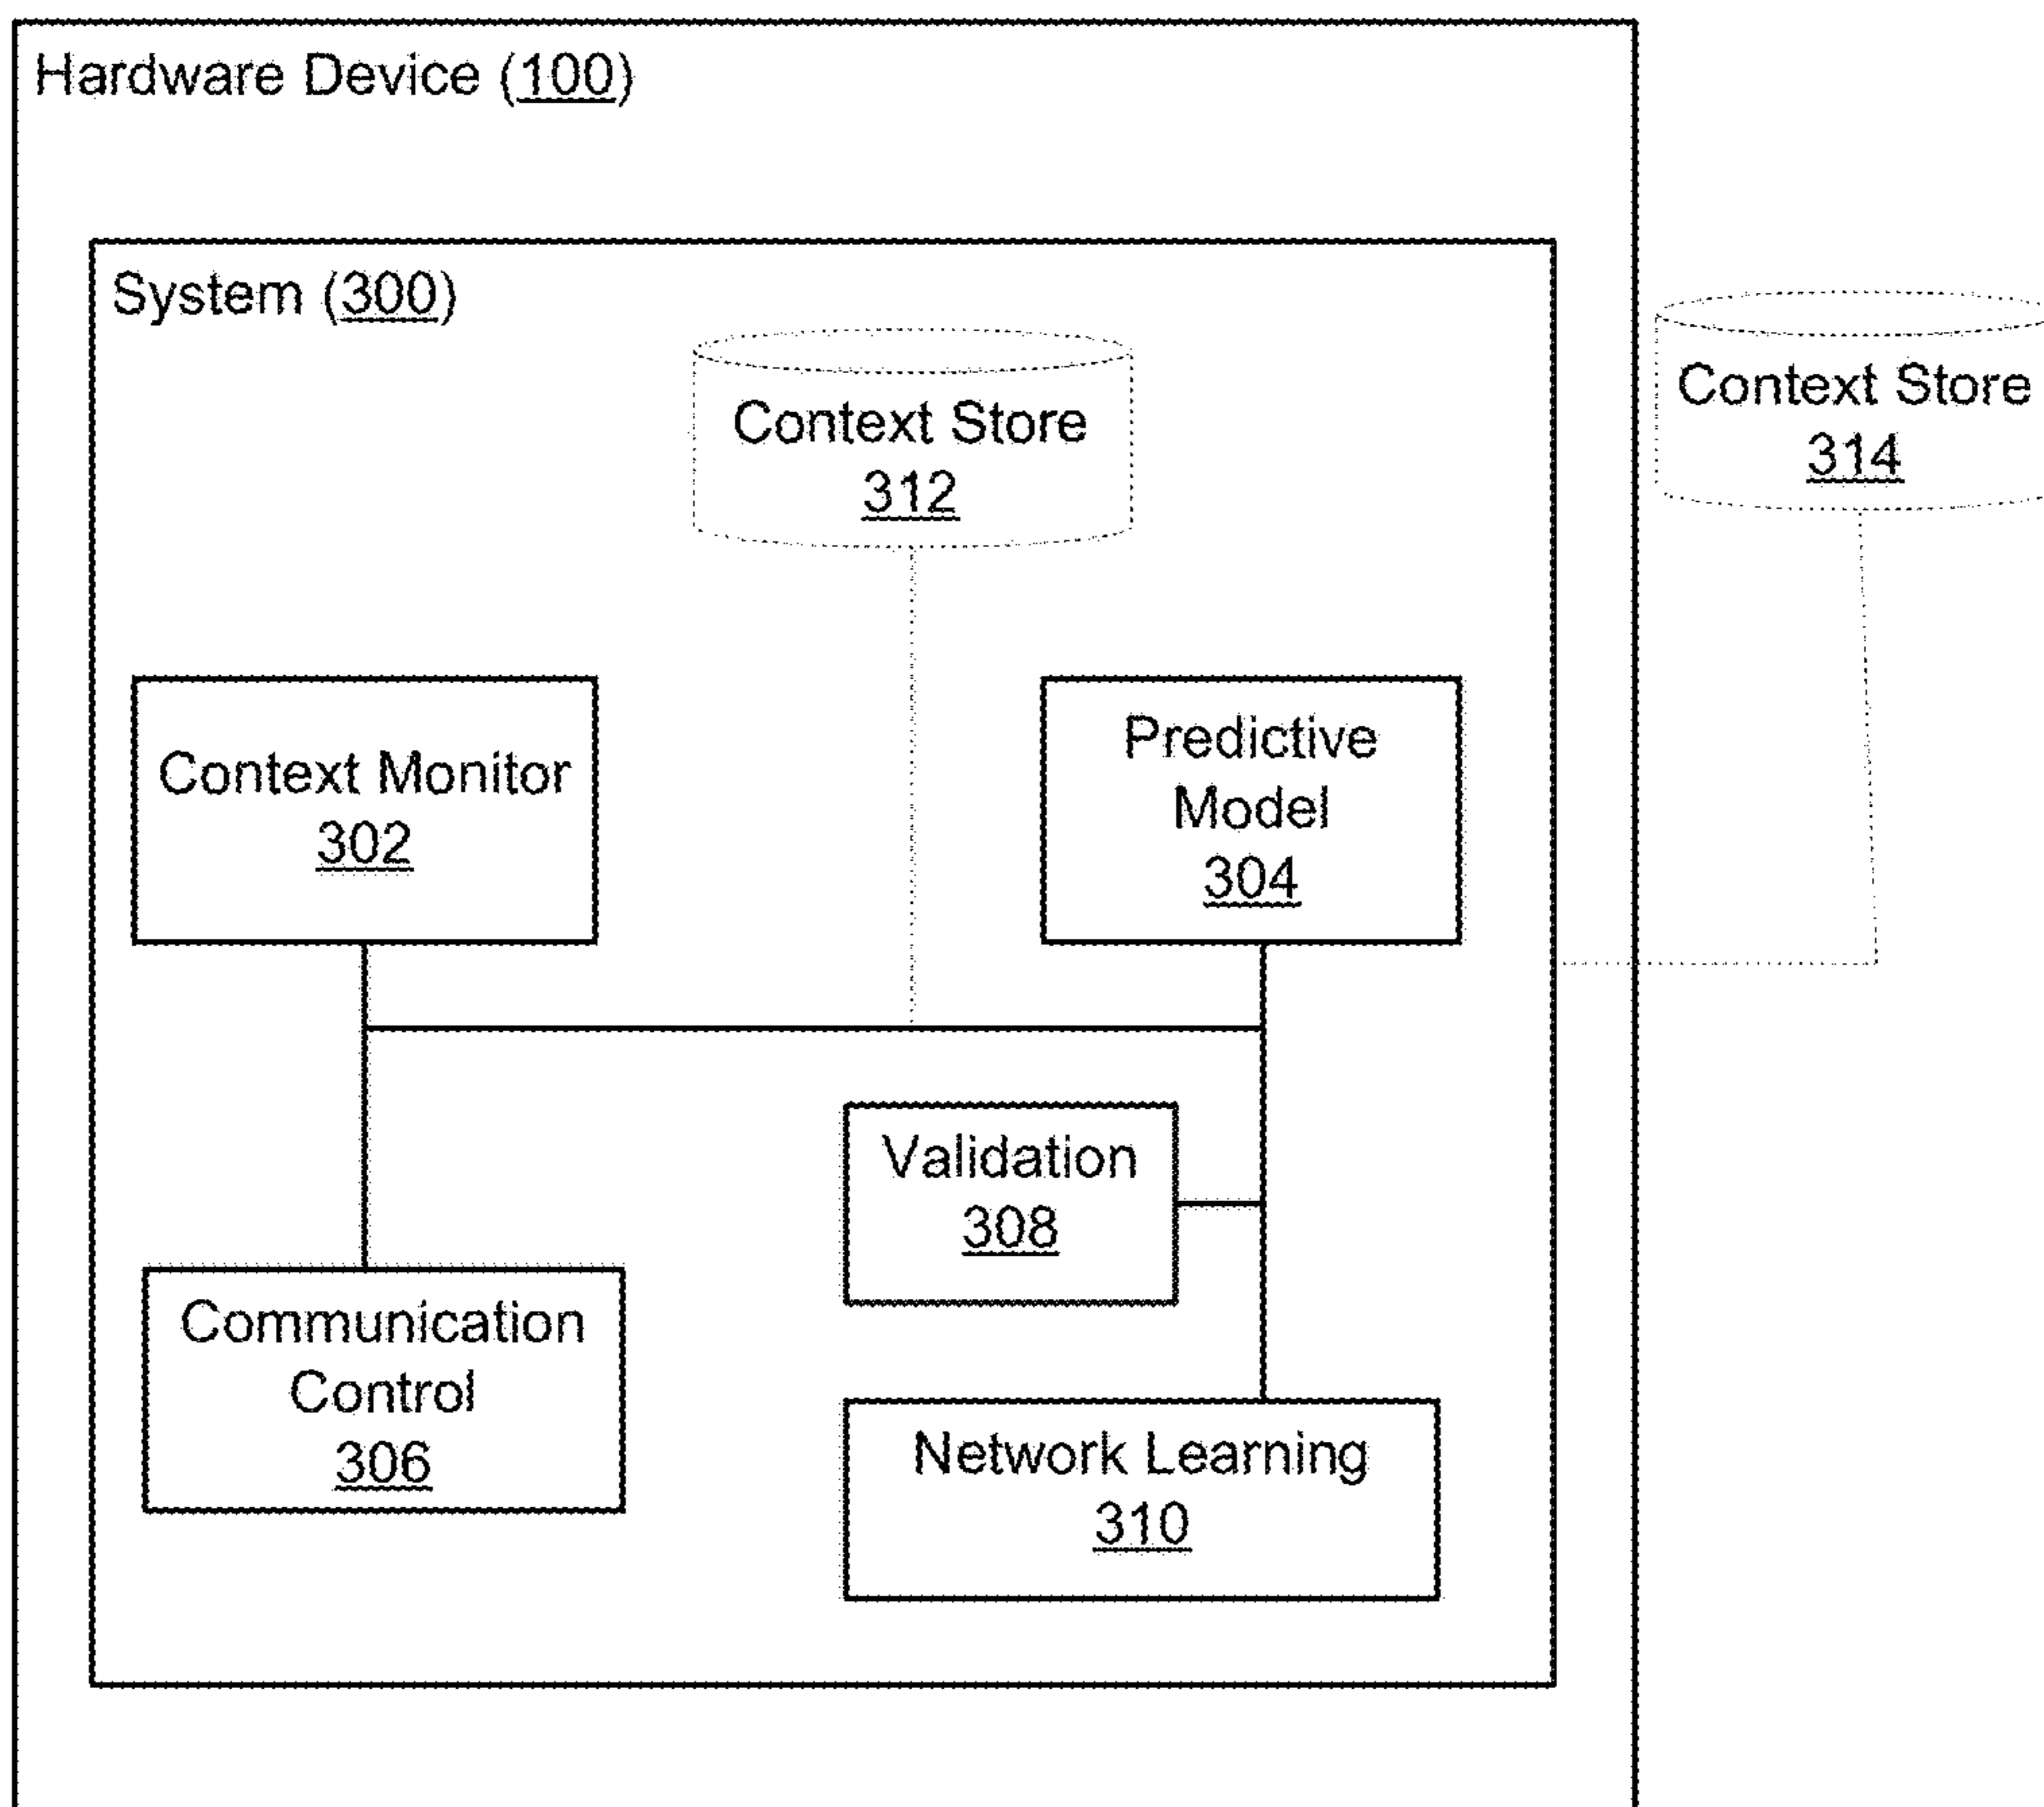 Hardware Device (100)
System (300)
Context Store
312
Context Store
314
Context Monitor
302
Predictive
Model
304
Validation
308
Communication
Control
306
Network Learning
310